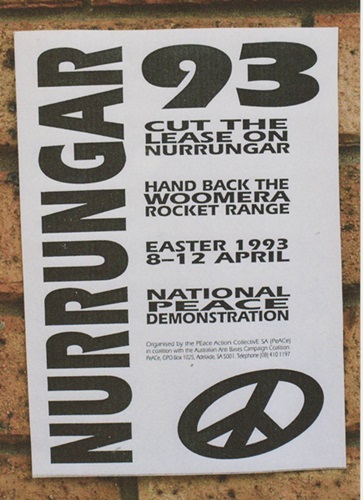 NURRUNGAR
93
CUT THE
LEASE ON
NURRUNGAR
HAND BACK THE
WOOMERA
ROCKET RANGE
EASTER 1993
8–12 APRIL
NATIONAL
PEACE
DEMONSTRATION
Organised by the PEace Action CollectivE SA (PeACe)
in coalition with the Australian Anti Bases Campaign Coalition.
PeACe, GPO Box 1025, Adelaide, SA 5001. Telephone (08) 410 1197